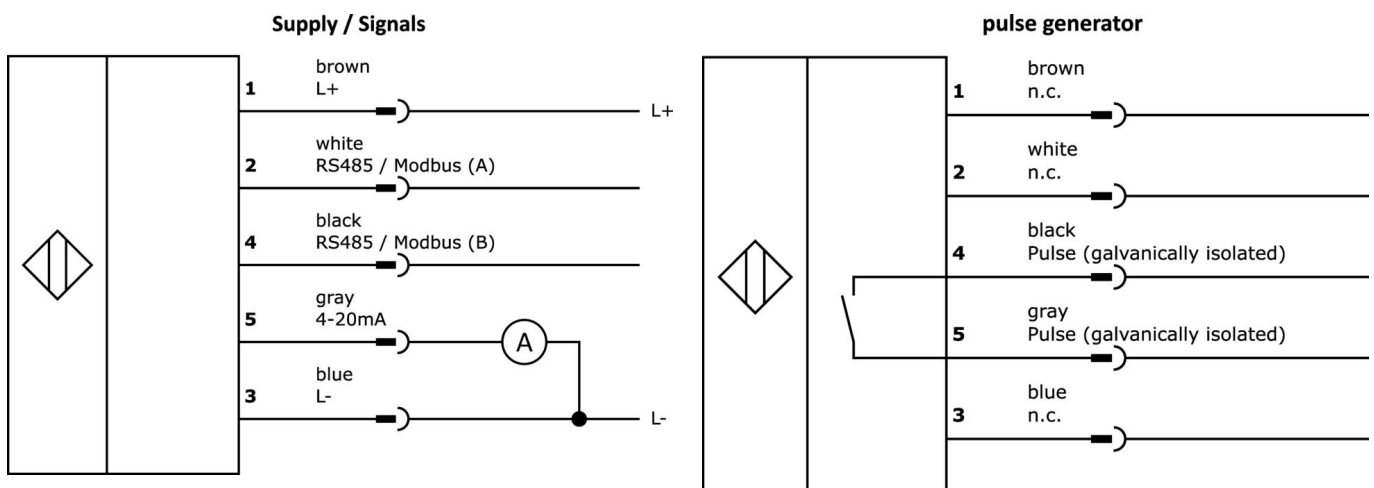 Supply / Signals
brown
1 L+
L+
white
2 RS485 / Modbus (A)
black
4 RS485 / Modbus (B)
gray
5 4-20mA
A
blue
3 L-
L-
pulse generator
brown
1 n.c.
white
2 n.c.
black
4 Pulse (galvanically isolated)
gray
5 Pulse (galvanically isolated)
blue
3 n.c.